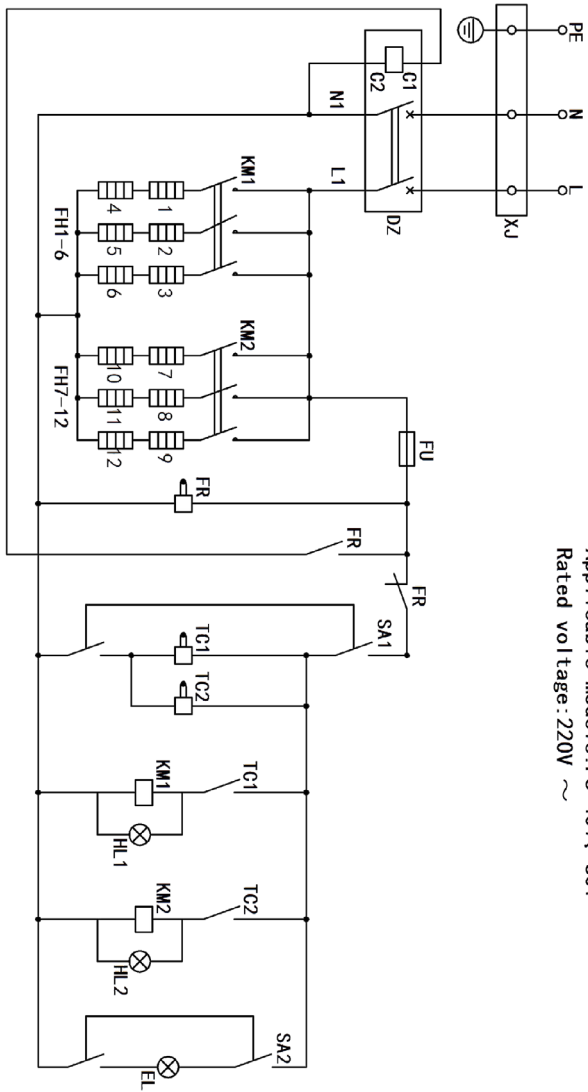 Rated voltage:220V ~
PE
N
L
XJ
C1
C2
DZ
N1
L1
FU
FR
FR
SA1
SA2
KM1
KM2
FR
TC1
TC2
TC1
TC2
1
2
3
7
8
9
KM1
KM2
4
5
6
10
11
12
HL1
HL2
EL
FH1-6
FH7-12